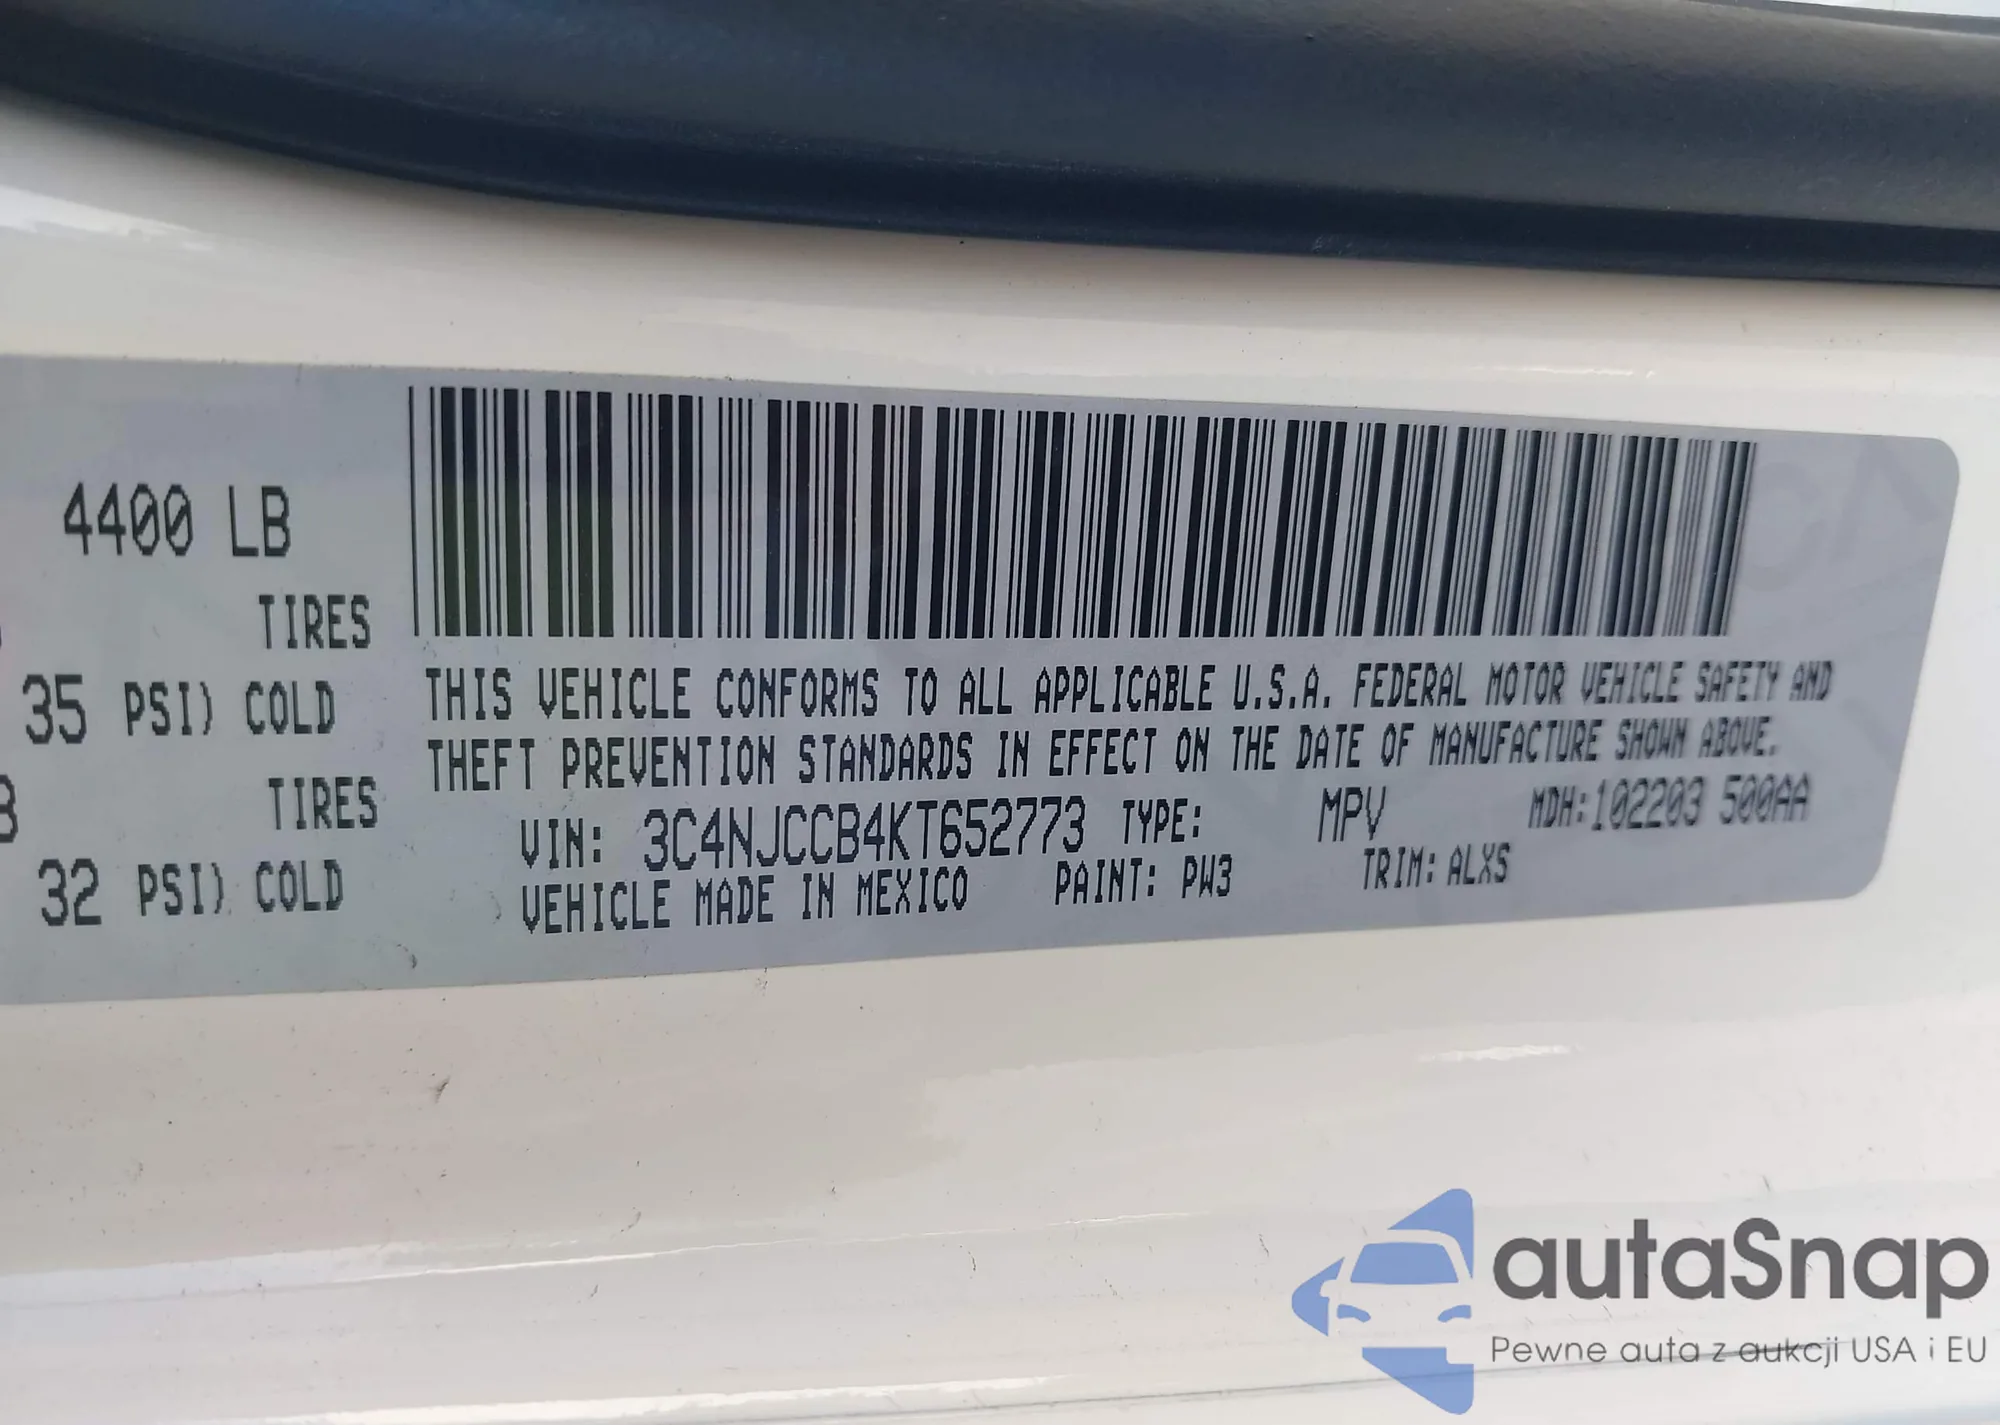 4400 LB
TIRES
35 PSI) COLD
TIRES
32 PSI) COLD
THIS VEHICLE CONFORMS TO ALL APPLICABLE U.S.A. FEDERAL MOTOR VEHICLE SAFETY AND
THEFT PREVENTION STANDARDS IN EFFECT ON THE DATE OF MANUFACTURE SHOWN ABOVE.
VIN: 3C4NJCCB4KT652773 TYPE: MPV MDH:102203 500AA
VEHICLE MADE IN MEXICO PAINT: PW3 TRIM: ALXS
autaSnap
Pewne auta z aukcji USA i EU